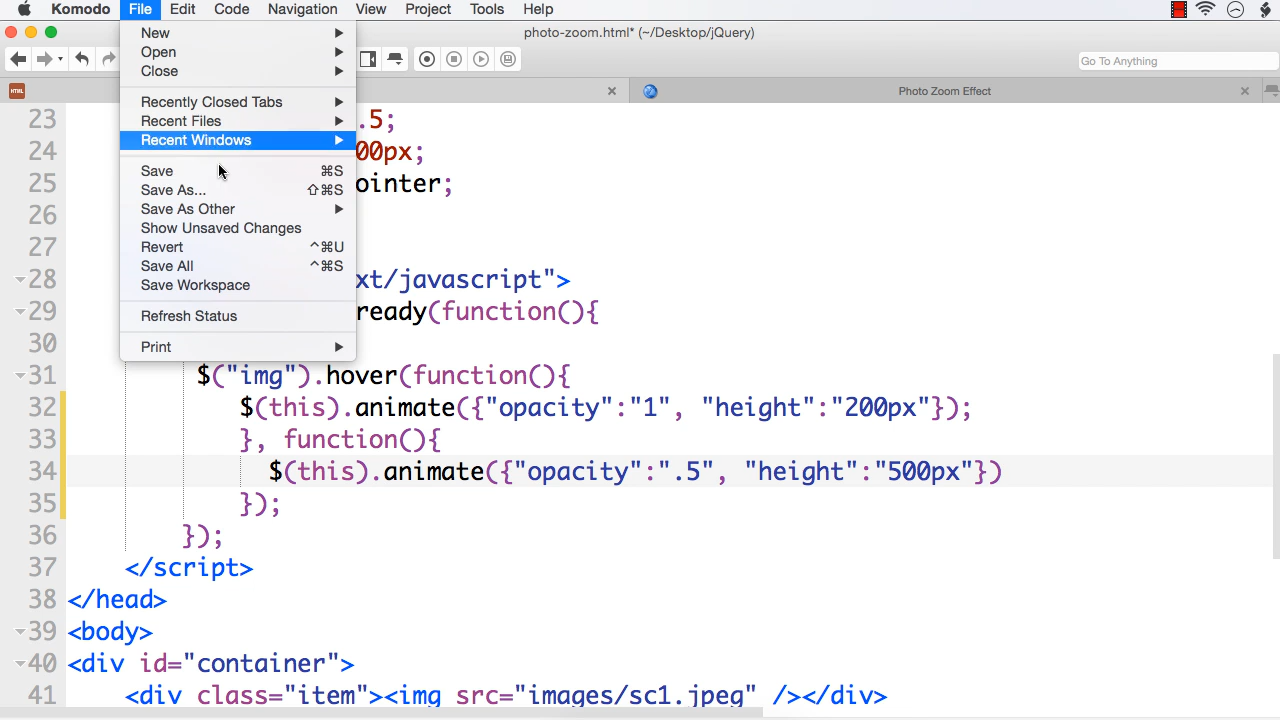 Komodo File Edit Code Navigation View Project Tools Help
photo-zoom.html* (~/Desktop/jQuery)
Go To Anything
HTML
Photo Zoom Effect
New
Open
Close
Recently Closed Tabs
Recent Files
Recent Windows
Save ⌘S
Save As... ⇧⌘S
Save As Other
Show Unsaved Changes
Revert ^⌘U
Save All ^⌘S
Save Workspace
Refresh Status
Print
23 .5;
24 00px;
25 ointer;
26
27
28 xt/javascript">
29 ready(function(){
30
31 $("img").hover(function(){
32 $(this).animate({"opacity":"1", "height":"200px"});
33 }, function(){
34 $(this).animate({"opacity":".5", "height":"500px"})
35 });
36 });
37 </script>
38 </head>
39 <body>
40 <div id="container">
41 <div class="item"><img src="images/sc1.jpeg" /></div>